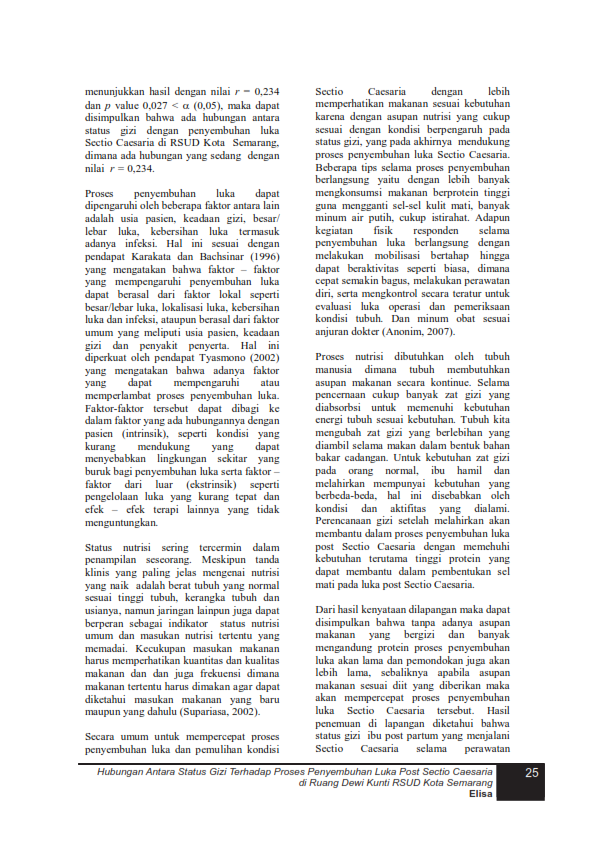 menunjukkan hasil dengan nilai r = 0,234
dan p value 0,027 < α (0,05), maka dapat
disimpulkan bahwa ada hubungan antara
status gizi dengan penyembuhan luka
Sectio Caesaria di RSUD Kota Semarang,
dimana ada hubungan yang sedang dengan
nilai r = 0,234.

Proses penyembuhan luka dapat
dipengaruhi oleh beberapa faktor antara lain
adalah usia pasien, keadaan gizi, besar/
lebar luka, kebersihan luka termasuk
adanya infeksi. Hal ini sesuai dengan
pendapat Karakata dan Bachsinar (1996)
yang mengatakan bahwa faktor – faktor
yang mempengaruhi penyembuhan luka
dapat berasal dari faktor lokal seperti
besar/lebar luka, lokalisasi luka, kebersihan
luka dan infeksi, ataupun berasal dari faktor
umum yang meliputi usia pasien, keadaan
gizi dan penyakit penyerta. Hal ini
diperkuat oleh pendapat Tyasmono (2002)
yang mengatakan bahwa adanya faktor
yang dapat mempengaruhi atau
memperlambat proses penyembuhan luka.
Faktor-faktor tersebut dapat dibagi ke
dalam faktor yang ada hubungannya dengan
pasien (intrinsik), seperti kondisi yang
kurang mendukung yang dapat
menyebabkan lingkungan sekitar yang
buruk bagi penyembuhan luka serta faktor –
faktor dari luar (ekstrinsik) seperti
pengelolaan luka yang kurang tepat dan
efek – efek terapi lainnya yang tidak
menguntungkan.

Status nutrisi sering tercermin dalam
penampilan seseorang. Meskipun tanda
klinis yang paling jelas mengenai nutrisi
yang naik adalah berat tubuh yang normal
sesuai tinggi tubuh, kerangka tubuh dan
usianya, namun jaringan lainpun juga dapat
berperan sebagai indikator status nutrisi
umum dan masukan nutrisi tertentu yang
memadai. Kecukupan masukan makanan
harus memperhatikan kuantitas dan kualitas
makanan dan dan juga frekuensi dimana
makanan tertentu harus dimakan agar dapat
diketahui masukan makanan yang baru
maupun yang dahulu (Supariasa, 2002).

Secara umum untuk mempercepat proses
penyembuhan luka dan pemulihan kondisi
Sectio Caesaria dengan lebih
memperhatikan makanan sesuai kebutuhan
karena dengan asupan nutrisi yang cukup
sesuai dengan kondisi berpengaruh pada
status gizi, yang pada akhirnya mendukung
proses penyembuhan luka Sectio Caesaria.
Beberapa tips selama proses penyembuhan
berlangsung yaitu dengan lebih banyak
mengkonsumsi makanan berprotein tinggi
guna mengganti sel-sel kulit mati, banyak
minum air putih, cukup istirahat. Adapun
kegiatan fisik responden selama
penyembuhan luka berlangsung dengan
melakukan mobilisasi bertahap hingga
dapat beraktivitas seperti biasa, dimana
cepat semakin bagus, melakukan perawatan
diri, serta mengkontrol secara teratur untuk
evaluasi luka operasi dan pemeriksaan
kondisi tubuh. Dan minum obat sesuai
anjuran dokter (Anonim, 2007).

Proses nutrisi dibutuhkan oleh tubuh
manusia dimana tubuh membutuhkan
asupan makanan secara kontinue. Selama
pencernaan cukup banyak zat gizi yang
diabsorbsi untuk memenuhi kebutuhan
energi tubuh sesuai kebutuhan. Tubuh kita
mengubah zat gizi yang berlebihan yang
diambil selama makan dalam bentuk bahan
bakar cadangan. Untuk kebutuhan zat gizi
pada orang normal, ibu hamil dan
melahirkan mempunyai kebutuhan yang
berbeda-beda, hal ini disebabkan oleh
kondisi dan aktifitas yang dialami.
Perencanaan gizi setelah melahirkan akan
membantu dalam proses penyembuhan luka
post Sectio Caesaria dengan memehuhi
kebutuhan terutama tinggi protein yang
dapat membantu dalam pembentukan sel
mati pada luka post Sectio Caesaria.

Dari hasil kenyataan dilapangan maka dapat
disimpulkan bahwa tanpa adanya asupan
makanan yang bergizi dan banyak
mengandung protein proses penyembuhan
luka akan lama dan pemondokan juga akan
lebih lama, sebaliknya apabila asupan
makanan sesuai diit yang diberikan maka
akan mempercepat proses penyembuhan
luka Sectio Caesaria tersebut. Hasil
penemuan di lapangan diketahui bahwa
status gizi ibu post partum yang menjalani
Sectio Caesaria selama perawatan
Hubungan Antara Status Gizi Terhadap Proses Penyembuhan Luka Post Sectio Caesaria
di Ruang Dewi Kunti RSUD Kota Semarang
Elisa
25